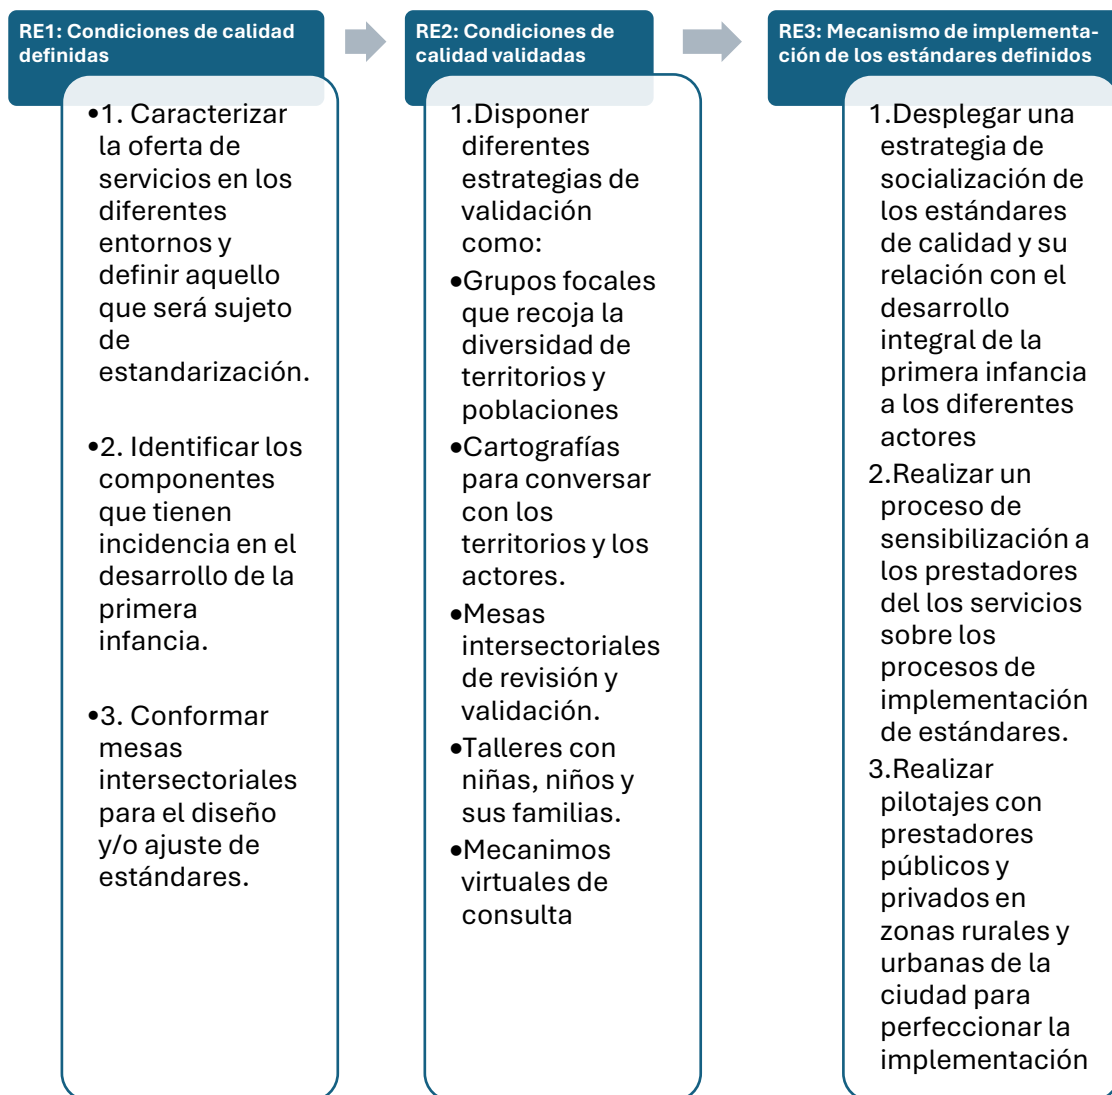 RE1: Condiciones de calidad
definidas
•1. Caracterizar
la oferta de
servicios en los
diferentes
entornos y
definir aquello
que será sujeto
de
estandarización.
•2. Identificar los
componentes
que tienen
incidencia en el
desarrollo de la
primera
infancia.
•3. Conformar
mesas
intersectoriales
para el diseño
y/o ajuste de
estándares.
RE2: Condiciones de
calidad validadas
1.Disponer
diferentes
estrategias de
validación
como:
•Grupos focales
que recoja la
diversidad de
territorios y
poblaciones
•Cartografías
para conversar
con los
territorios y los
actores.
•Mesas
intersectoriales
de revisión y
validación.
•Talleres con
niñas, niños y
sus familias.
•Mecanimos
virtuales de
consulta
RE3: Mecanismo de implementa-
ción de los estándares definidos
1.Desplegar una
estrategia de
socialización de
los estándares
de calidad y su
relación con el
desarrollo
integral de la
primera infancia
a los diferentes
actores
2.Realizar un
proceso de
sensibilización a
los prestadores
del los servicios
sobre los
procesos de
implementación
de estándares.
3.Realizar
pilotajes con
prestadores
públicos y
privados en
zonas rurales y
urbanas de la
ciudad para
perfeccionar la
implementación